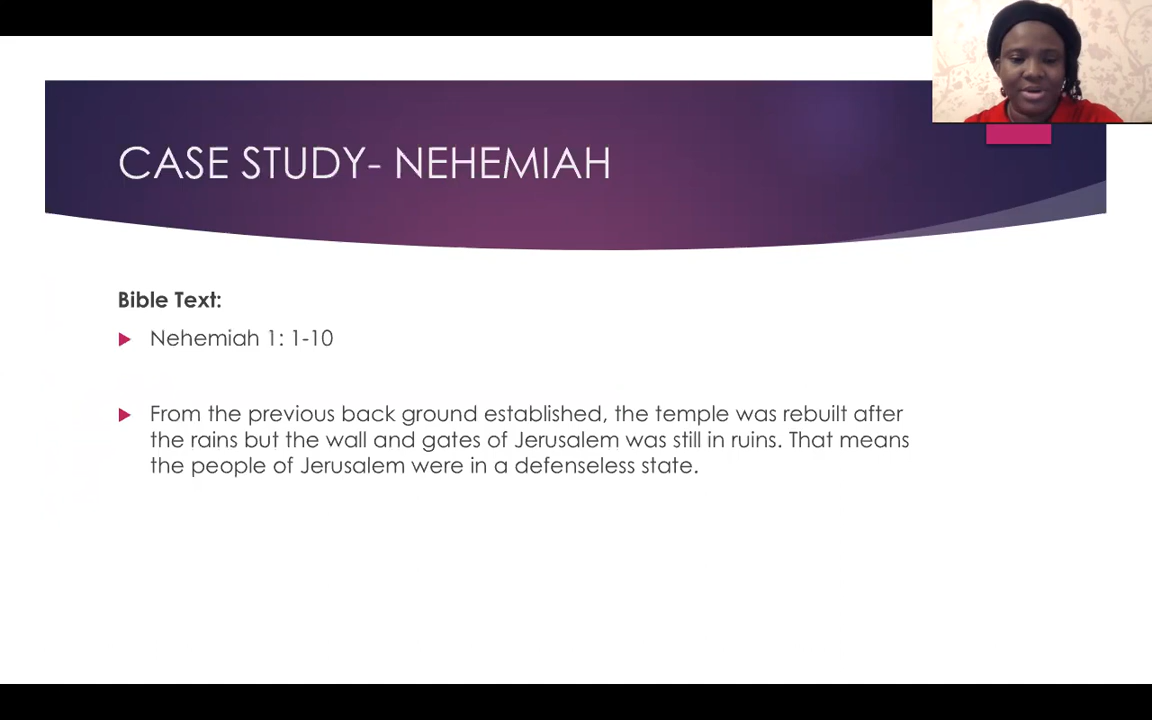 CASE STUDY- NEHEMIAH
Bible Text:
Nehemiah 1: 1-10
From the previous back ground established, the temple was rebuilt after
the rains but the wall and gates of Jerusalem was still in ruins. That means
the people of Jerusalem were in a defenseless state.